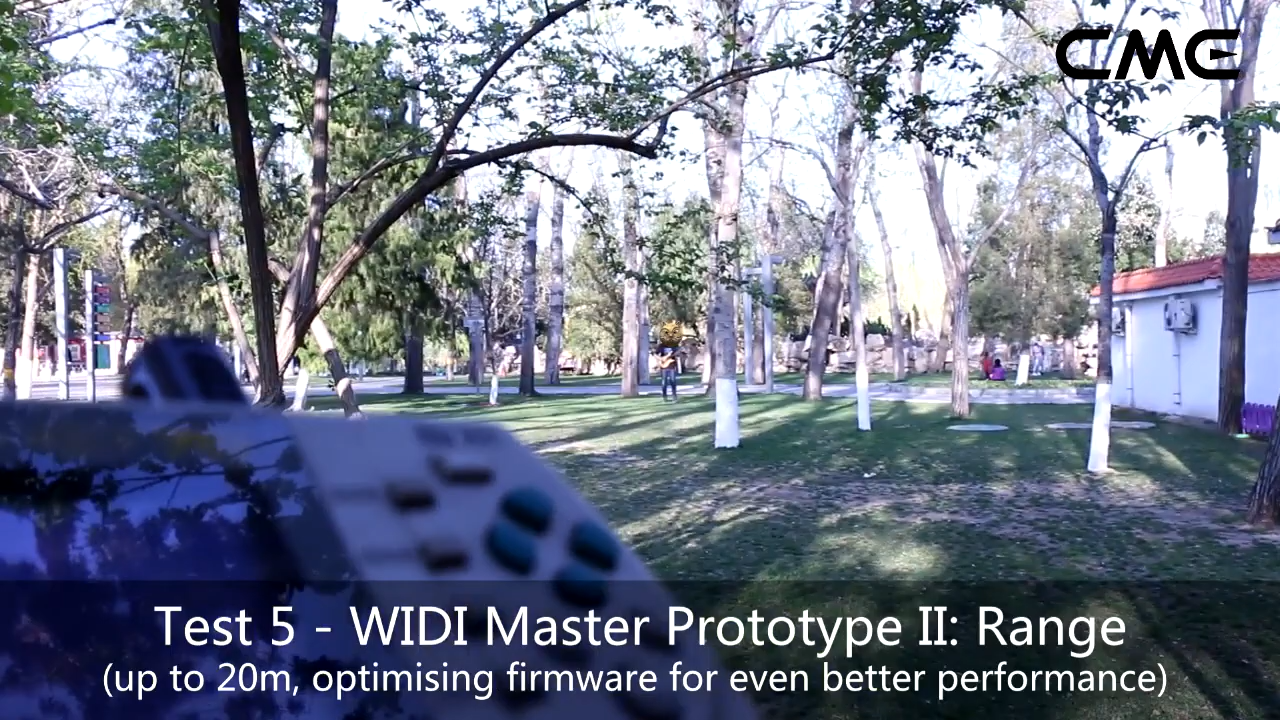 CME
Test 5 - WIDI Master Prototype II: Range
(up to 20m, optimising firmware for even better performance)